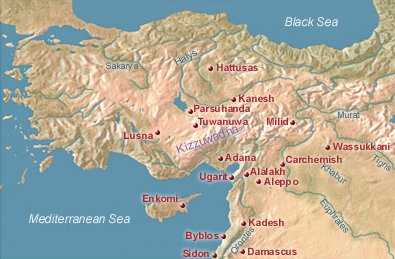 Black Sea
Halys
Sakarya
Hattusas
Kanesh
Parsuhanda
Murat
Tuwanuwa
Milid
Lusna
Kizzuwadna
Wassukkani
Tigris
Adana
Carchemish
Khabur
Ugarit
Alalakh
Aleppo
Enkomi
Euphrates
Mediterranean Sea
Kadesh
Byblos
Orontes
Sidon
Damascus